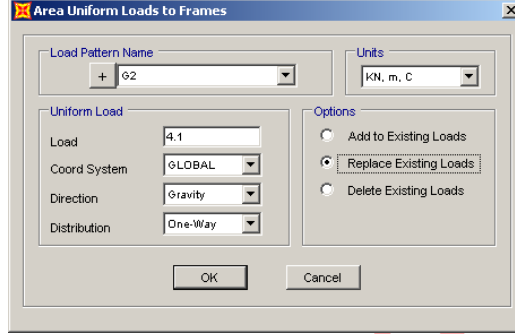 Area Uniform Loads to Frames
Load Pattern Name
+ G2
Units
KN, m, C
Uniform Load
Load 4.1
Coord System GLOBAL
Direction Gravity
Distribution One-Way
Options
Add to Existing Loads
Replace Existing Loads
Delete Existing Loads
OK Cancel